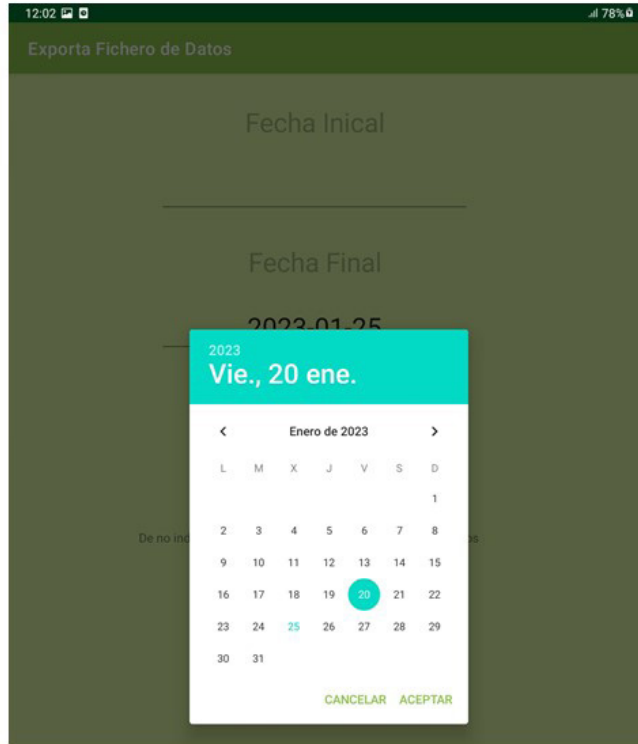 12:02 78%
Exporta Fichero de Datos
Fecha Inical
Fecha Final
2023-01-25
2023
Vie., 20 ene.
Enero de 2023
L M X J V S D
1
2 3 4 5 6 7 8
De no
9 10 11 12 13 14 15
16 17 18 19 20 21 22
23 24 25 26 27 28 29
30 31
CANCELAR ACEPTAR